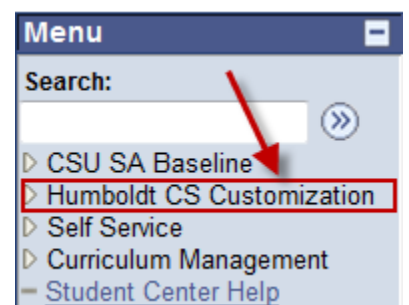 Menu
Search:
CSU SA Baseline
Humboldt CS Customization
Self Service
Curriculum Management
Student Center Help